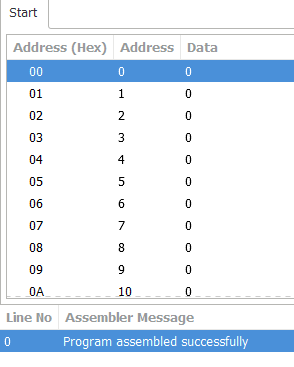 Start
Address (Hex) Address Data
00 0 0
01 1 0
02 2 0
03 3 0
04 4 0
05 5 0
06 6 0
07 7 0
08 8 0
09 9 0
0A 10 0
Line No Assembler Message
0 Program assembled successfully